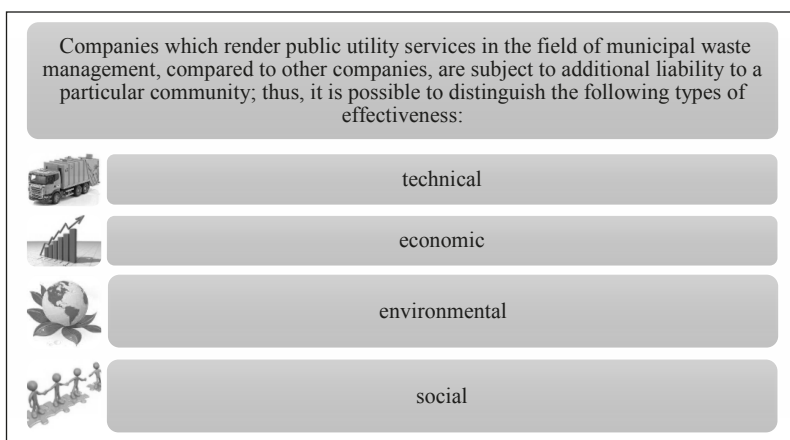 Companies which render public utility services in the field of municipal waste
management, compared to other companies, are subject to additional liability to a
particular community; thus, it is possible to distinguish the following types of
effectiveness:
technical
economic
environmental
social